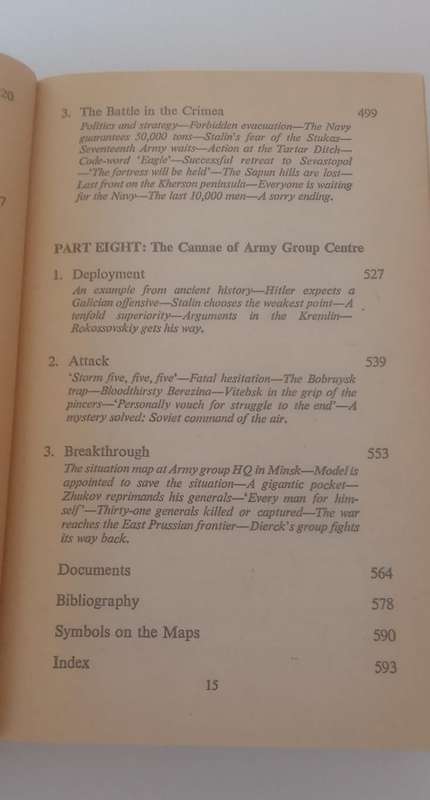 20
7
3. The Battle in the Crimea 499
Politics and strategy—Forbidden evacuation—The Navy
guarantees 50,000 tons—Stalin's fear of the Stukas—
Seventeenth Army waits—Action at the Tartar Ditch—
Code-word 'Eagle'—Successful retreat to Sevastopol
—'The fortress will be held'—The Sapun hills are lost—
Last front on the Kherson peninsula—Everyone is waiting
for the Navy—The last 10,000 men—A sorry ending.
PART EIGHT: The Cannae of Army Group Centre
1. Deployment 527
An example from ancient history—Hitler expects a
Galician offensive—Stalin chooses the weakest point—A
tenfold superiority—Arguments in the Kremlin—
Rokossovskiy gets his way.
2. Attack 539
'Storm five, five, five'—Fatal hesitation—The Bobruysk
trap—Bloodthirsty Berezina—Vitebsk in the grip of the
pincers—'Personally vouch for struggle to the end'—A
mystery solved: Soviet command of the air.
3. Breakthrough 553
The situation map at Army group HQ in Minsk—Model is
appointed to save the situation—A gigantic pocket—
Zhukov reprimands his generals—'Every man for him-
self'—Thirty-one generals killed or captured—The war
reaches the East Prussian frontier—Dierck's group fights
its way back.
Documents 564
Bibliography 578
Symbols on the Maps 590
Index 593
15